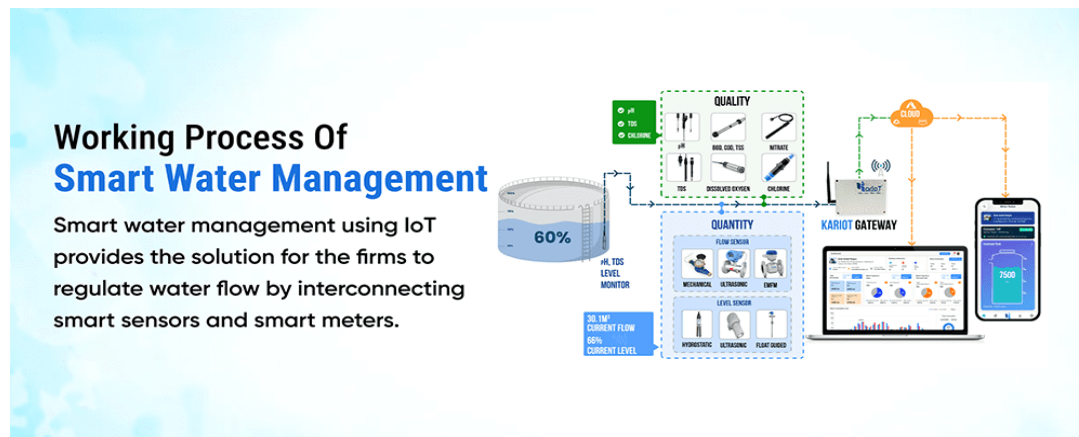 Working Process Of
Smart Water Management
Smart water management using IoT
provides the solution for the firms to
regulate water flow by interconnecting
smart sensors and smart meters.
60%
pH, TDS
LEVEL
MONITOR
pH
TDS
CHLORINE
QUALITY
pH
BOD, COD, TSS
NITRATE
TDS
DISSOLVED OXYGEN
CHLORINE
QUANTITY
FLOW SENSOR
MECHANICAL
ULTRASONIC
EMFM
LEVEL SENSOR
HYDROSTATIC
ULTRASONIC
FLOAT GUIDED
30.1M³
CURRENT FLOW
66%
CURRENT LEVEL
KARIOT GATEWAY
CLOUD
7500